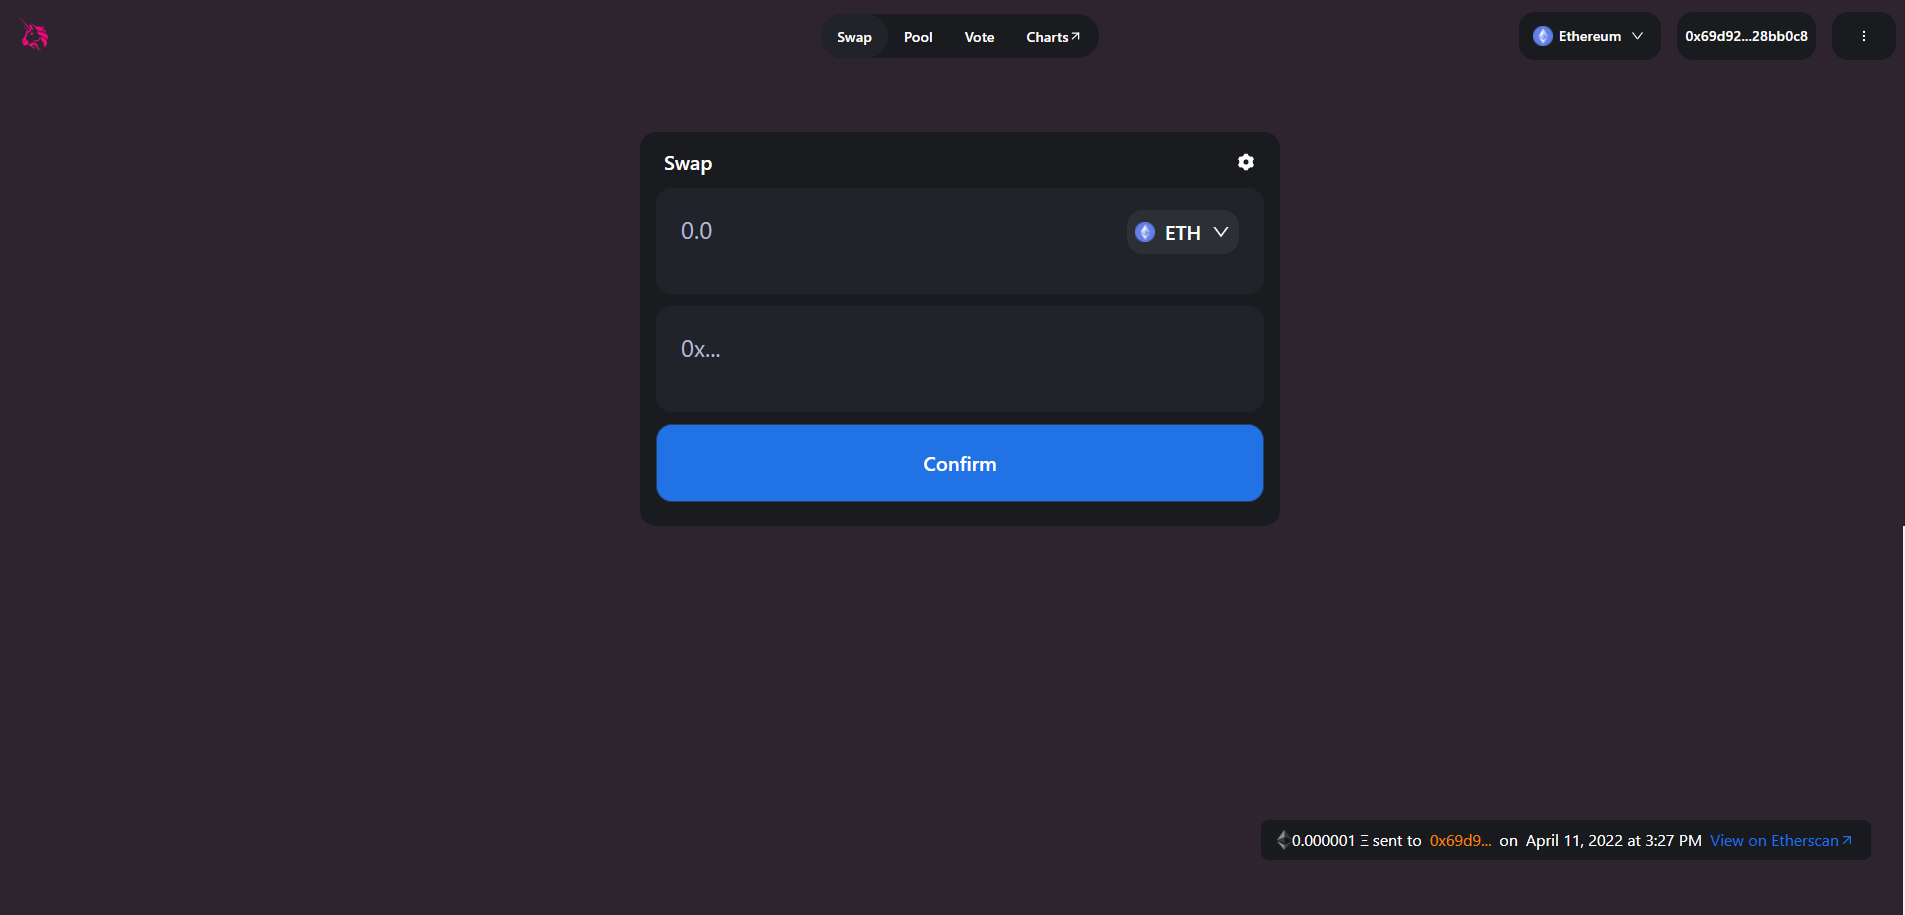 Swap Pool Vote Charts↗ Ethereum 0x69d92...28bb0c8
Swap
0.0 ETH
0x...
Confirm
0.000001 Ξ sent to 0x69d9... on April 11, 2022 at 3:27 PM View on Etherscan↗